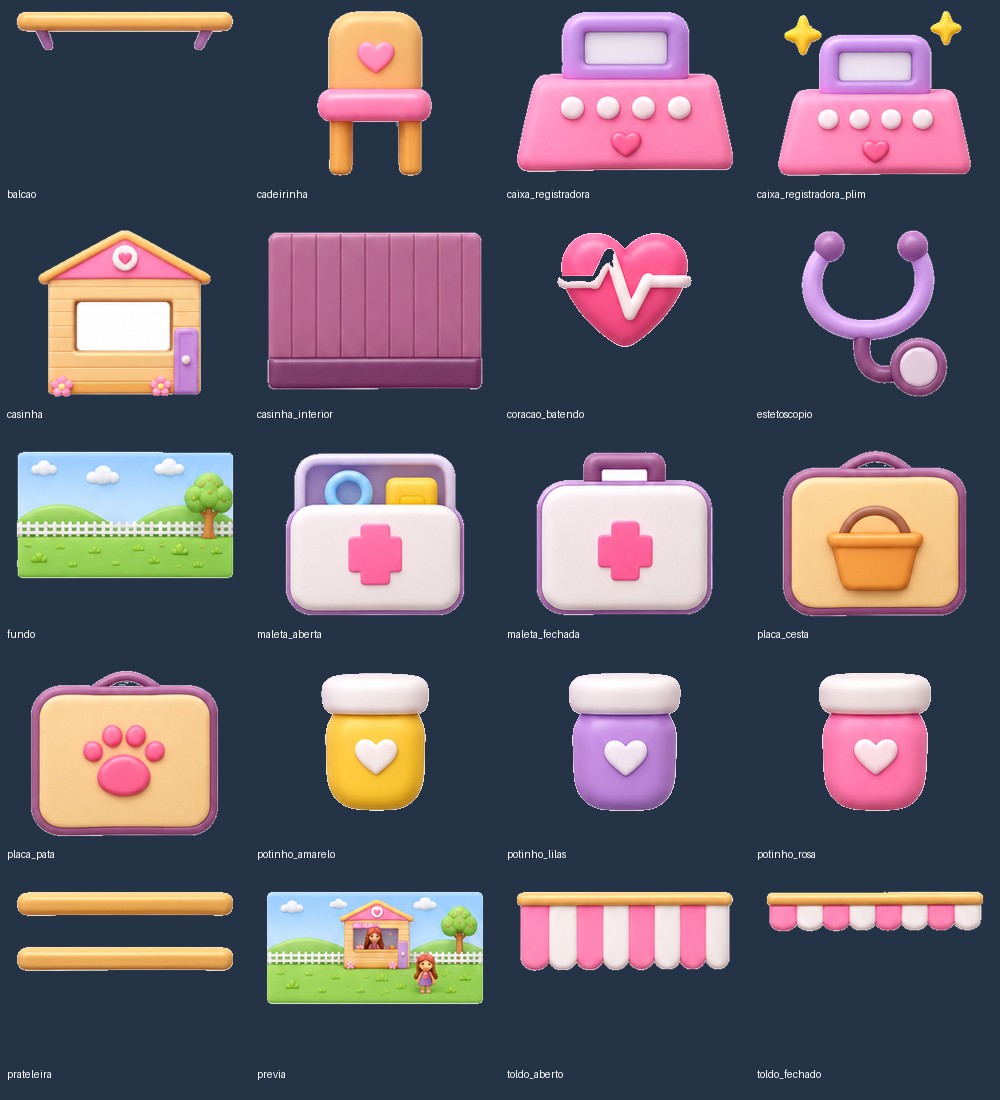 balcao
cadeirinha
caixa_registradora
caixa_registradora_plim
casinha
casinha_interior
coracao_batendo
estetoscopio
fundo
maleta_aberta
maleta_fechada
placa_cesta
placa_pata
potinho_amarelo
potinho_lilas
potinho_rosa
prateleira
previa
toldo_aberto
toldo_fechado